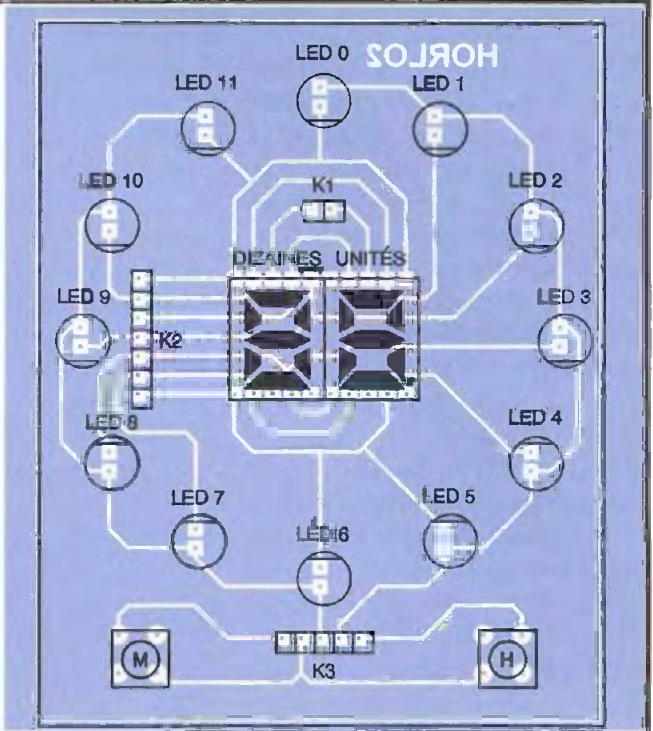 LED 0
HORLO2
LED 11
LED 1
LED 10
K1
LED 2
DIZAINES UNITÉS
LED 9
LED 3
K2
LED 8
LED 4
LED 7
LED 5
LED 6
M
K3
H